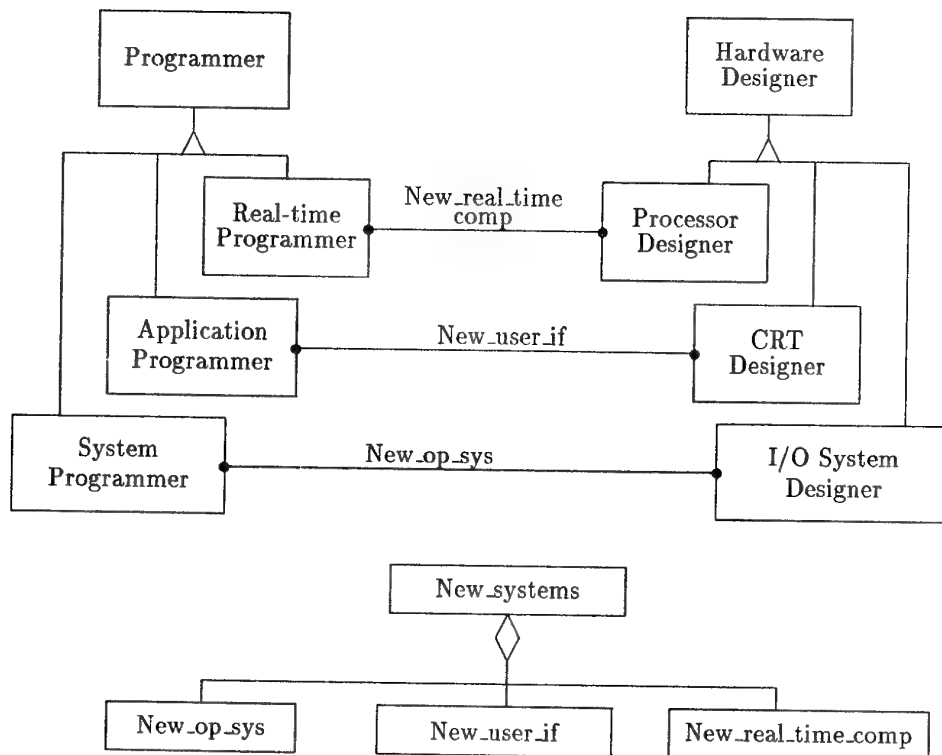 Programmer
Hardware
Designer
New_real_time
comp
Real-time
Programmer
Processor
Designer
Application
Programmer
New_user_if
CRT
Designer
System
Programmer
New_op_sys
I/O System
Designer
New_systems
New_op_sys
New_user_if
New_real_time_comp